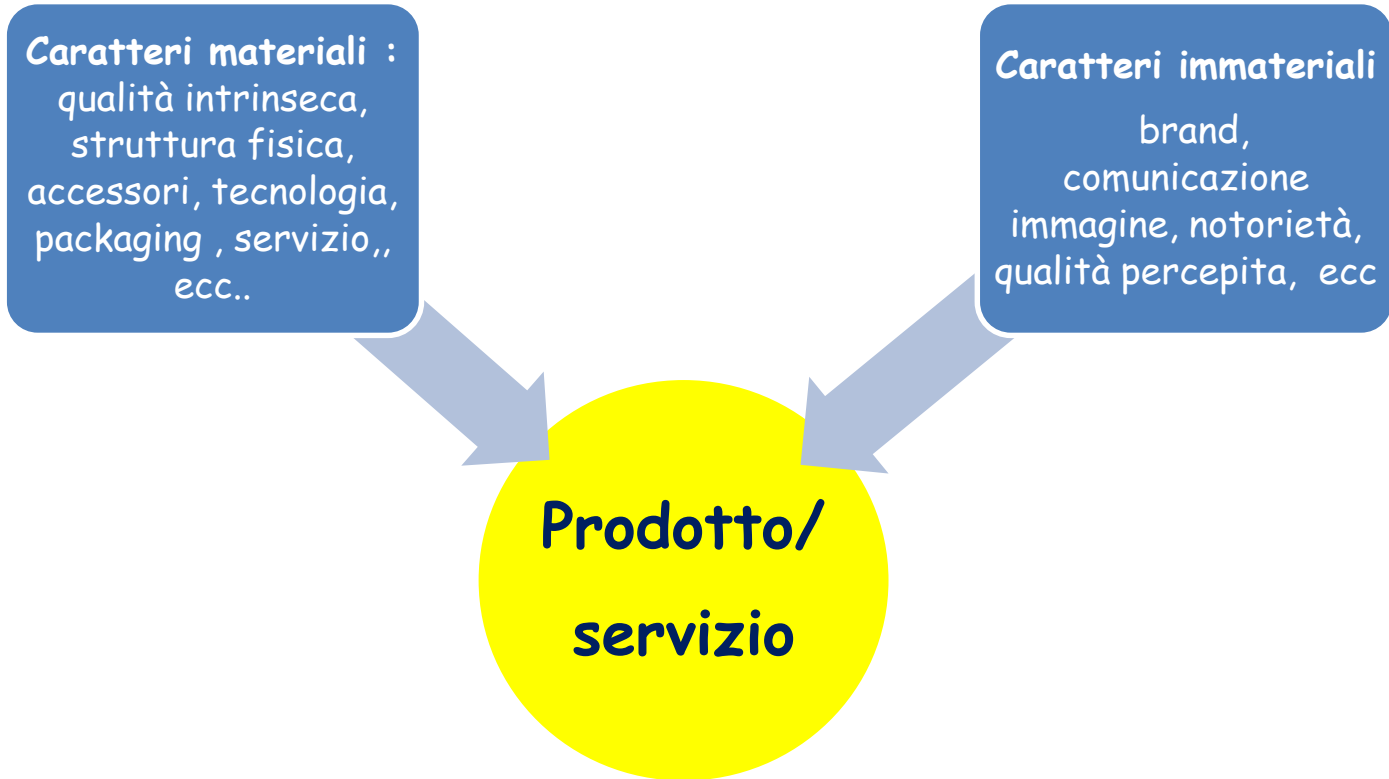 Caratteri materiali :
qualità intrinseca,
struttura fisica,
accessori, tecnologia,
packaging , servizio,,
ecc..
Caratteri immateriali
brand,
comunicazione
immagine, notorietà,
qualità percepita, ecc
Prodotto/
servizio